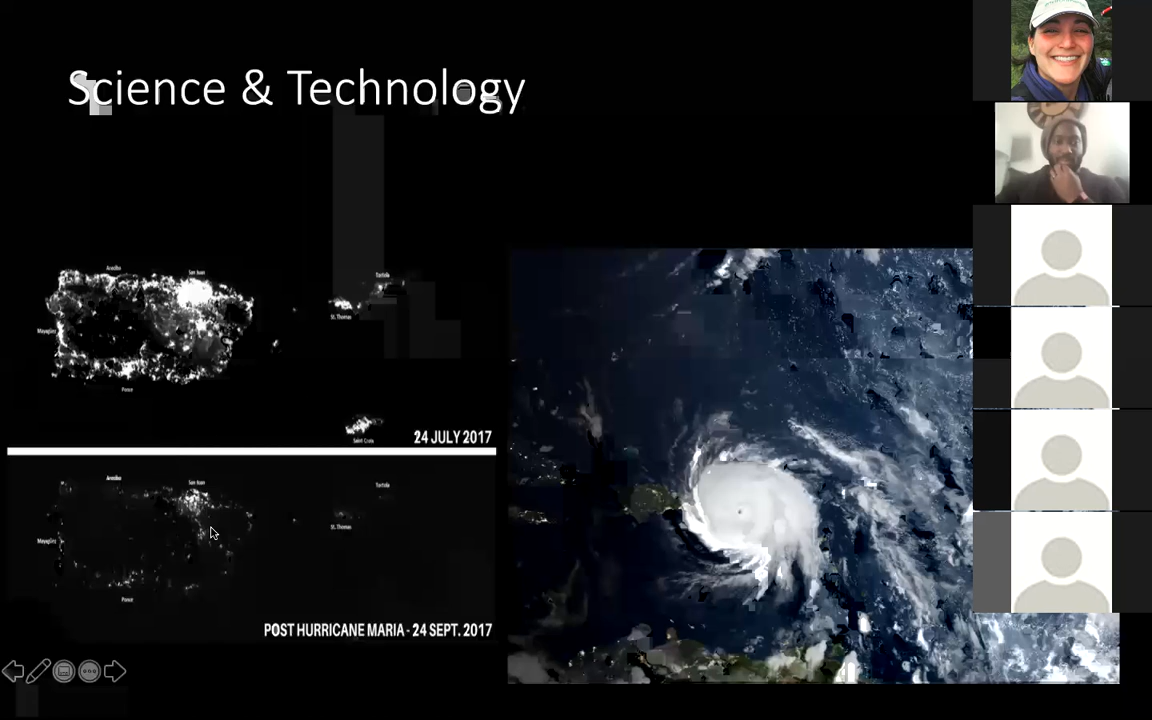 Science & Technology
Arecibo
San Juan
Tortola
Mayagüez
St. Thomas
Ponce
Saint Croix
24 JULY 2017
Arecibo
San Juan
Tortola
Mayagüez
St. Thomas
Ponce
POST HURRICANE MARIA - 24 SEPT. 2017